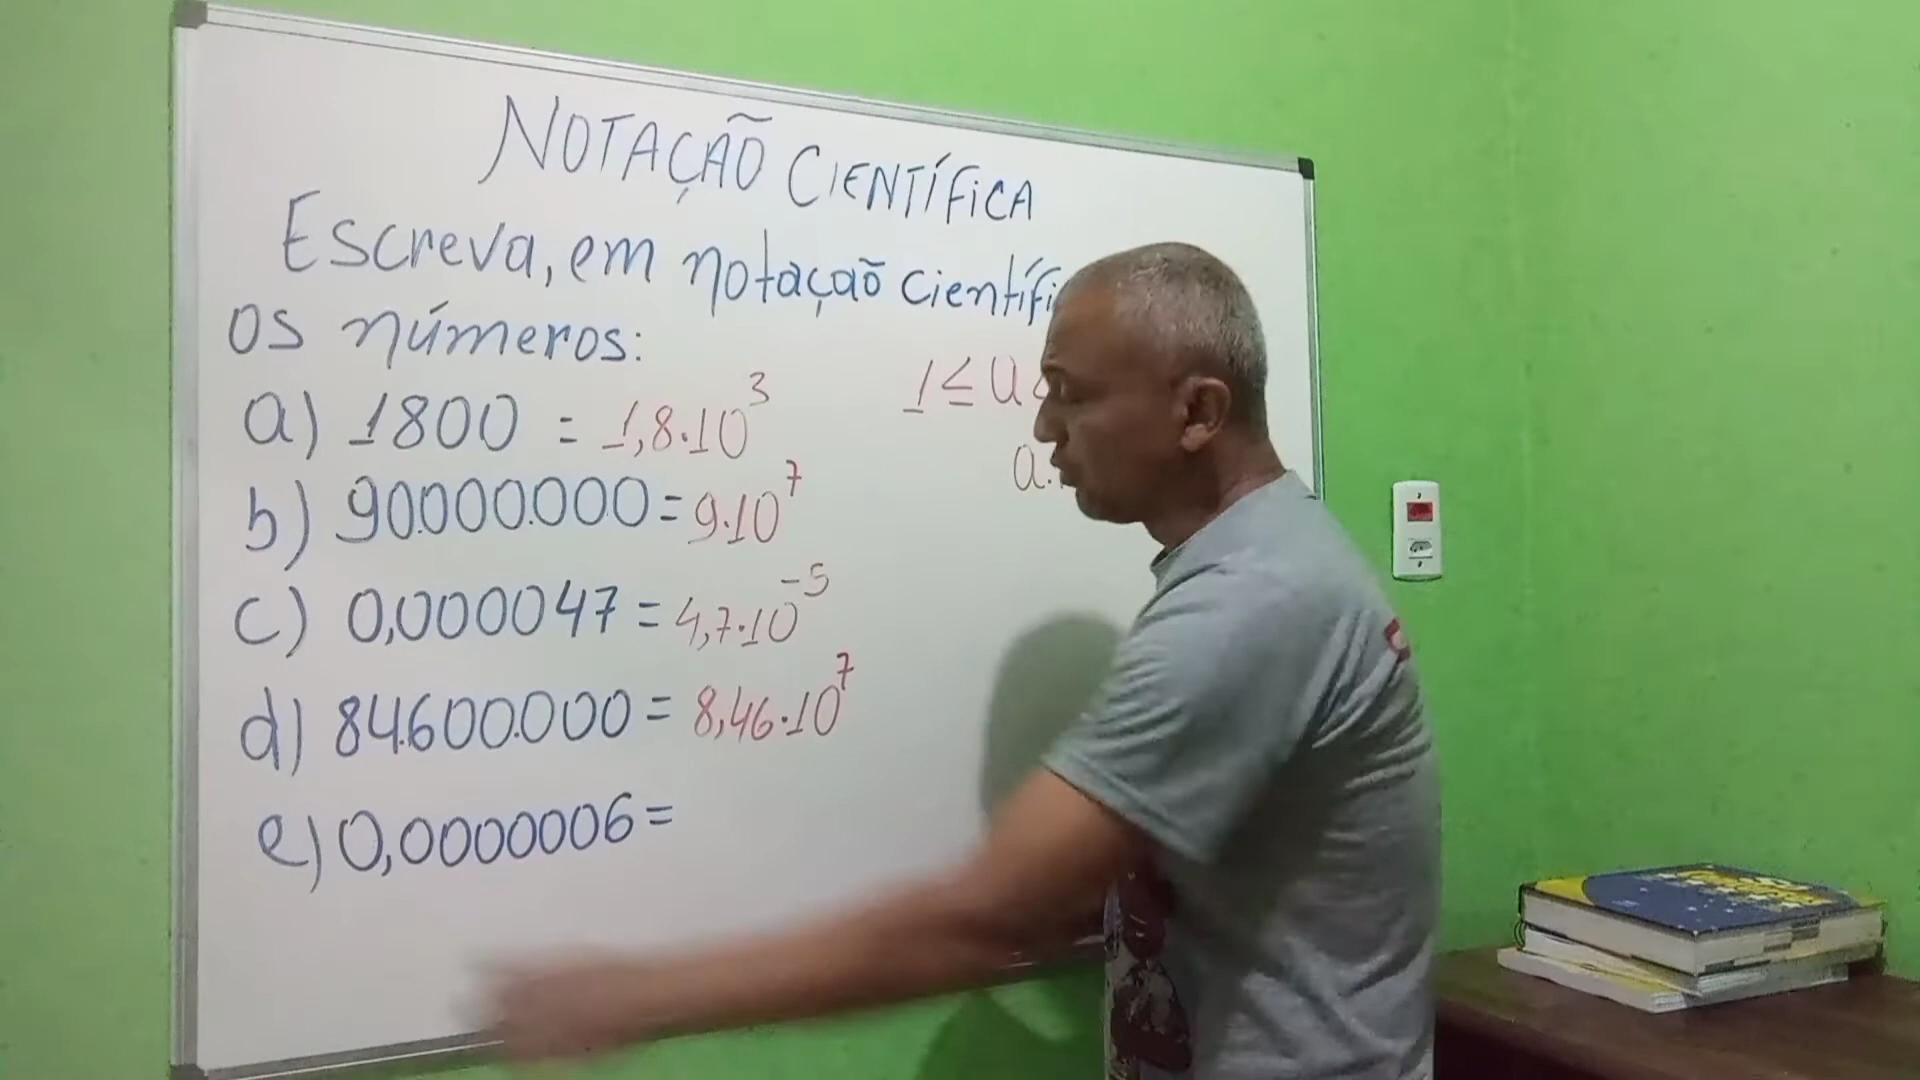 NOTAÇÃO CIENTÍFICA
Escreva, em notação científi
os números:
1 ≤ a <
a.
a) 1800 = 1,8.10³
b) 90.000.000 = 9.10⁷
c) 0,000047 = 4,7.10⁻⁵
d) 84.600.000 = 8,46.10⁷
e) 0,0000006 =